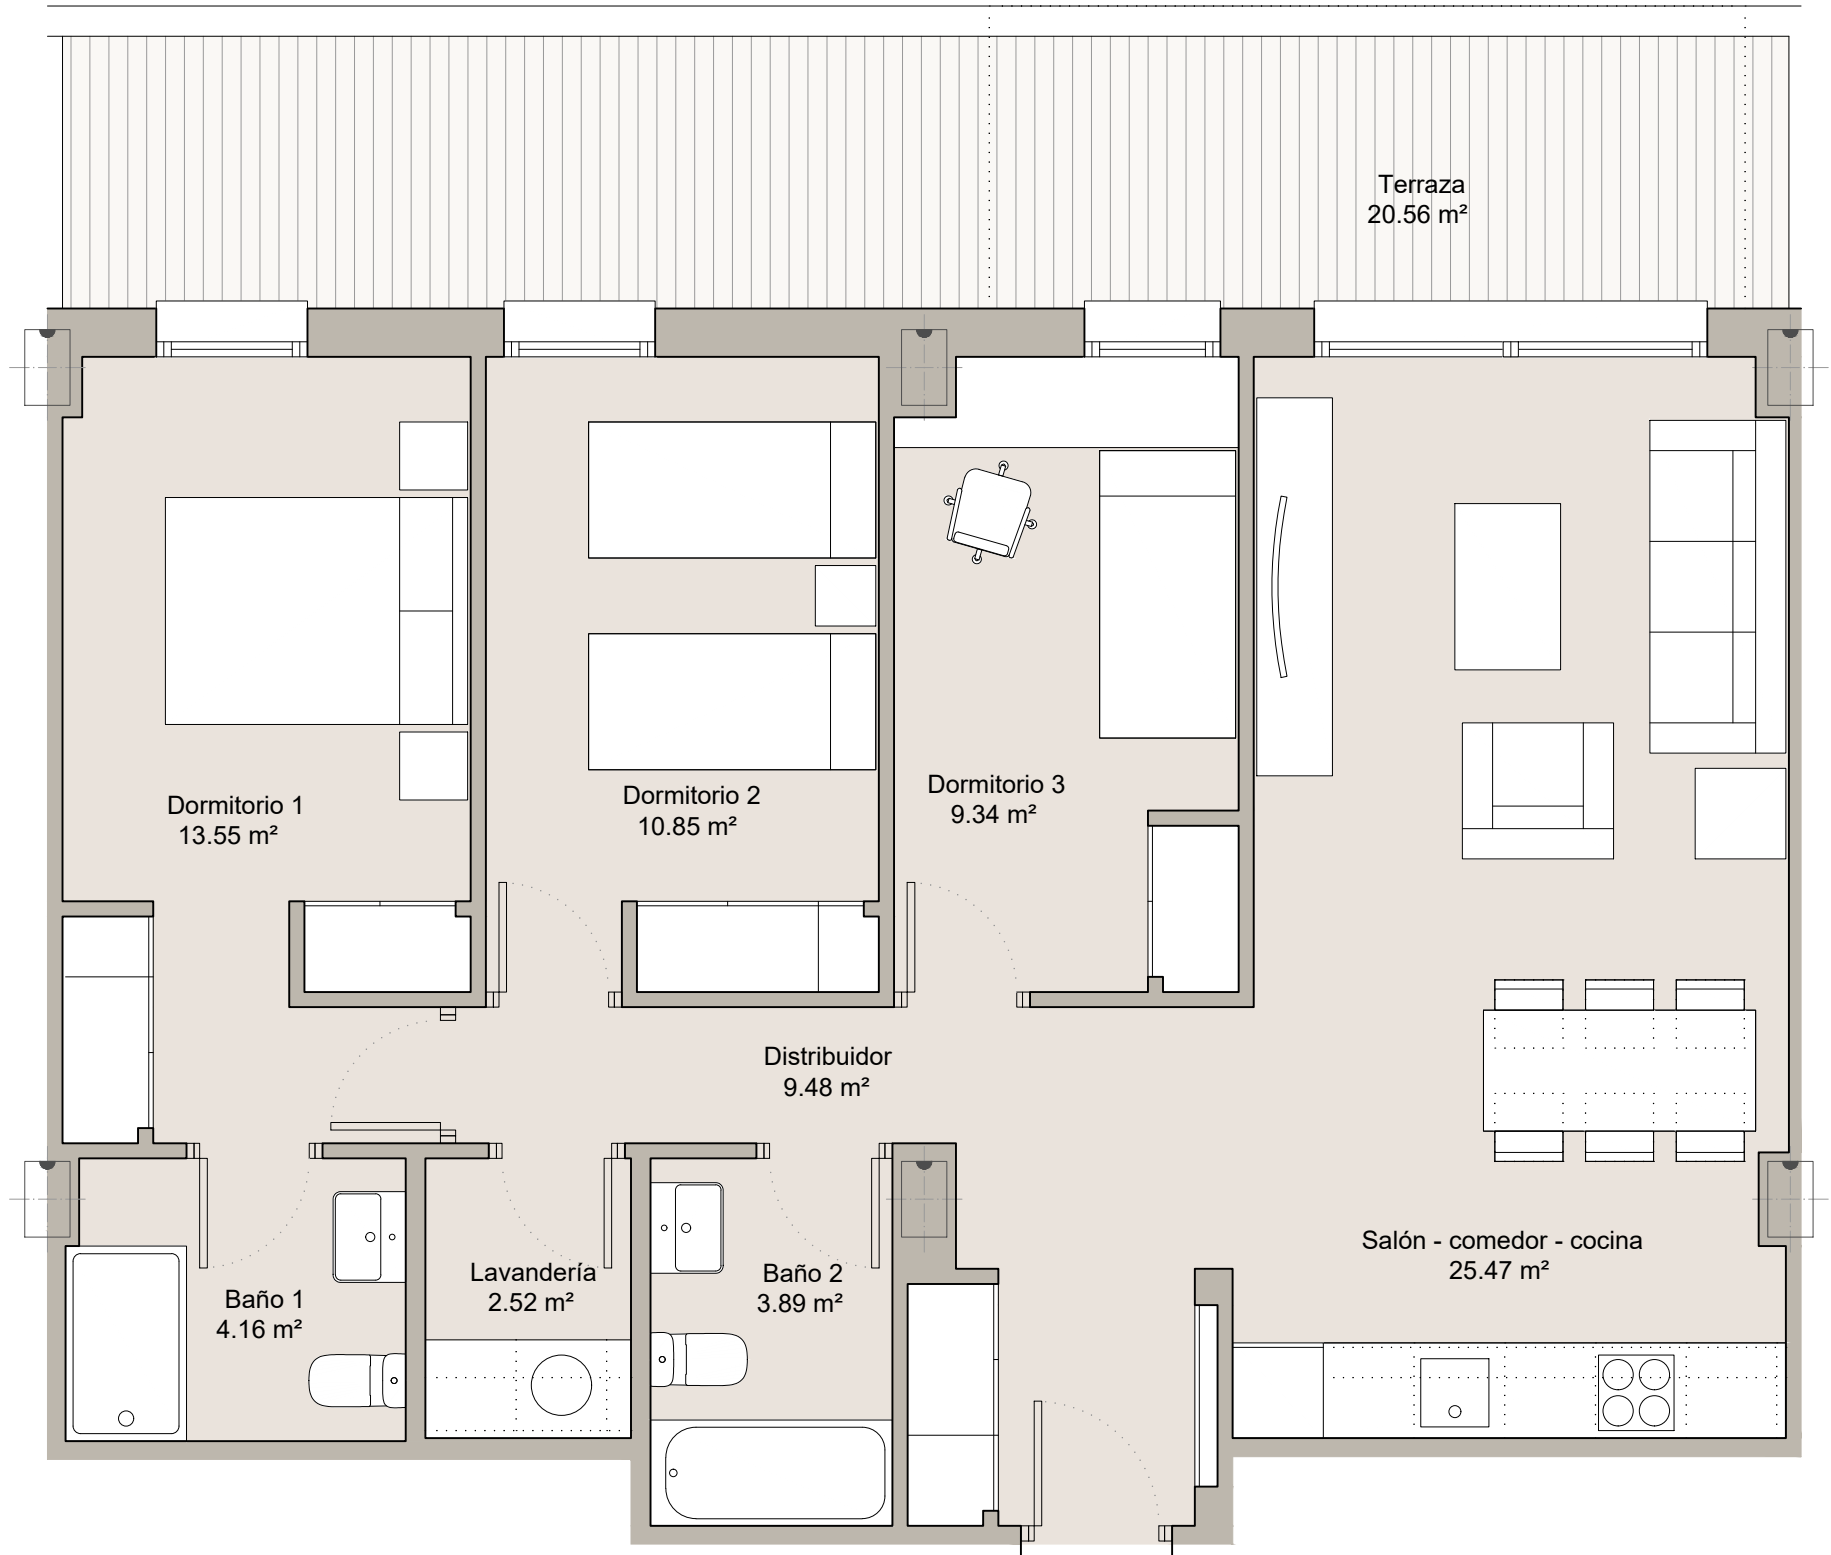 Terraza
20.56 m²
Dormitorio 1
13.55 m²
Dormitorio 2
10.85 m²
Dormitorio 3
9.34 m²
Distribuidor
9.48 m²
Salón - comedor - cocina
25.47 m²
Baño 1
4.16 m²
Lavandería
2.52 m²
Baño 2
3.89 m²